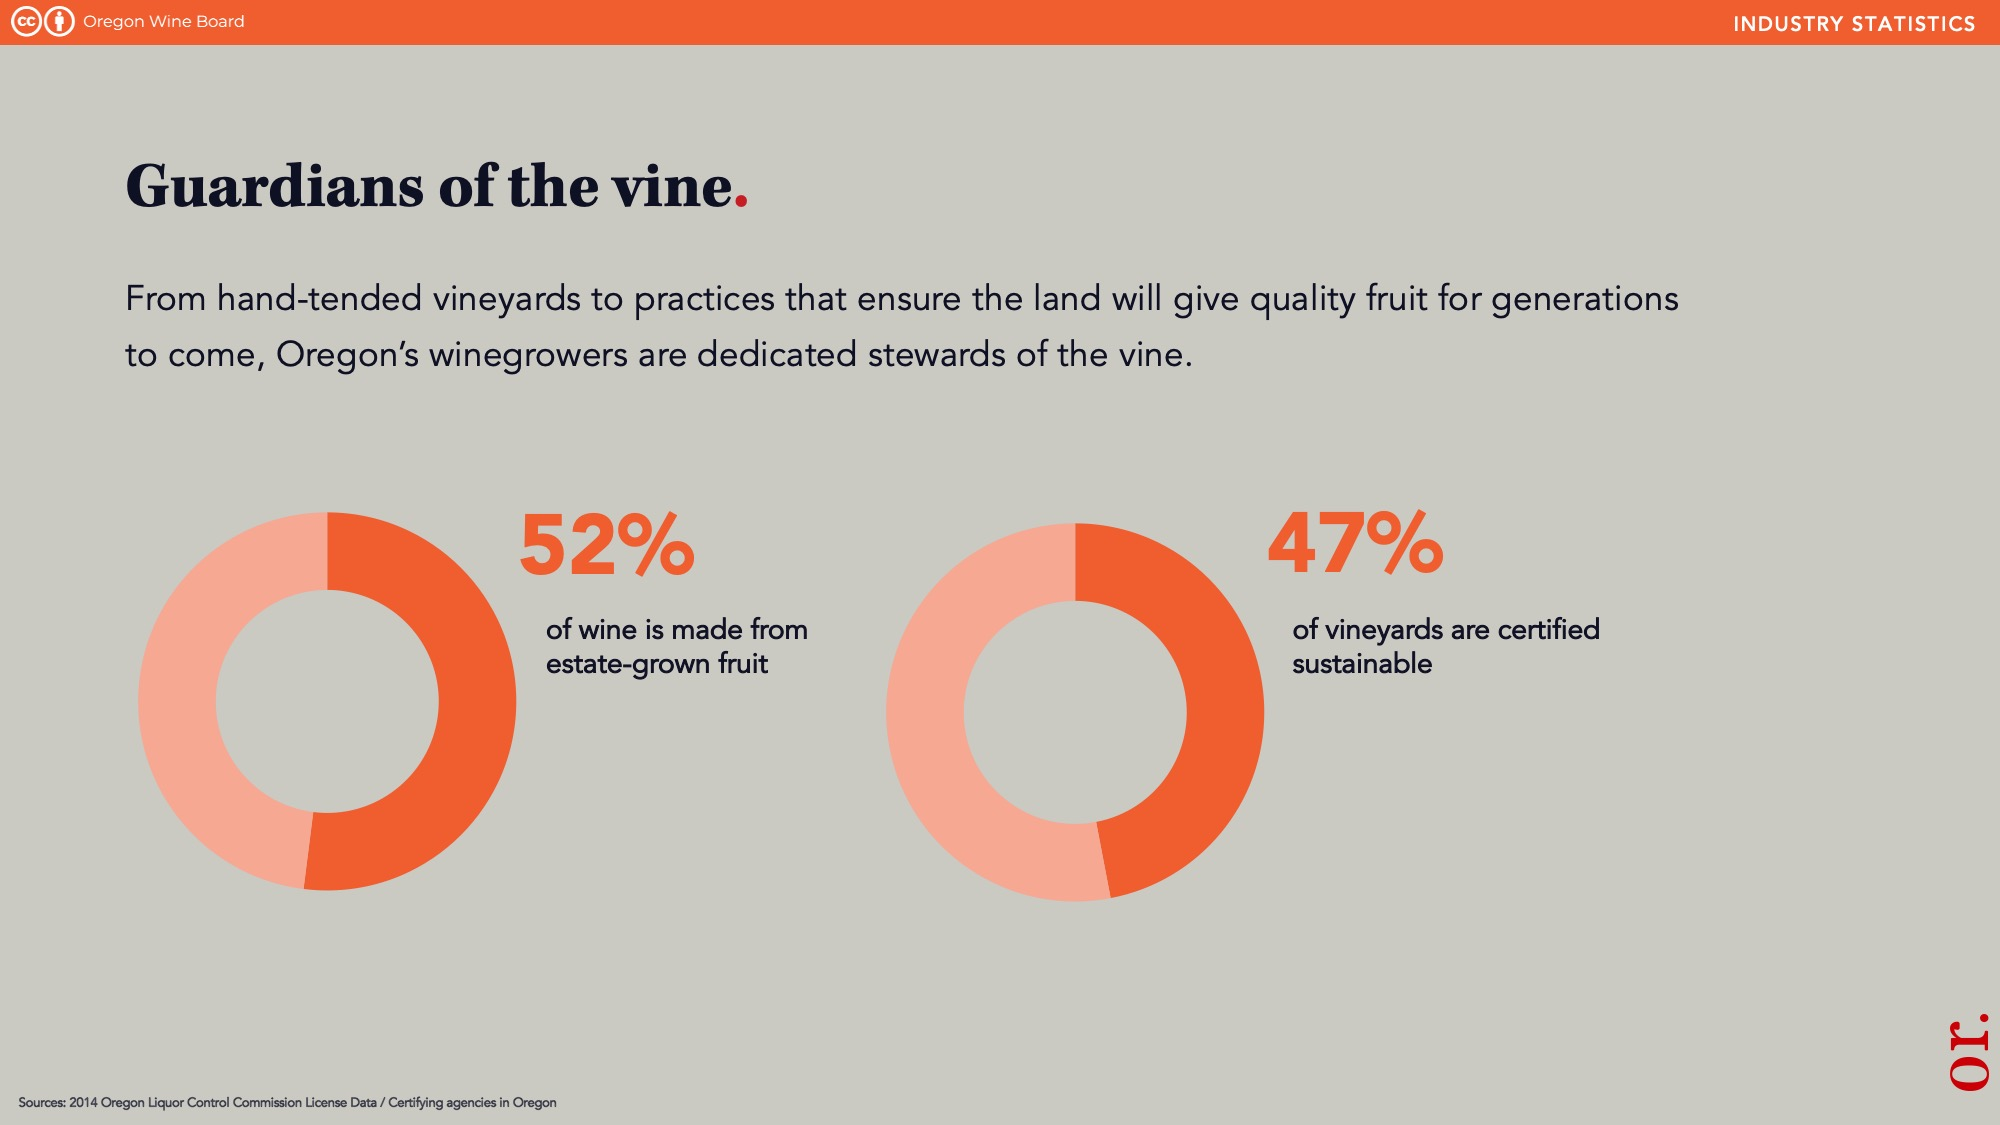 cc Oregon Wine Board
INDUSTRY STATISTICS
Guardians of the vine.
From hand-tended vineyards to practices that ensure the land will give quality fruit for generations
to come, Oregon’s winegrowers are dedicated stewards of the vine.
52%
of wine is made from
estate-grown fruit
47%
of vineyards are certified
sustainable
or.
Sources: 2014 Oregon Liquor Control Commission License Data / Certifying agencies in Oregon